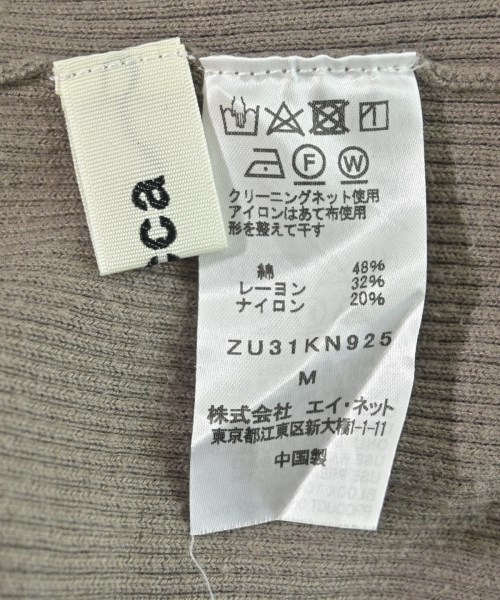 cca
F
W
クリーニングネット使用
アイロンはあて布使用
形を整えて干す
綿 48%
レーヨン 32%
ナイロン 20%
ZU31KN925
M
株式会社 エイ・ネット
東京都江東区新大橋1-1-11
中国製